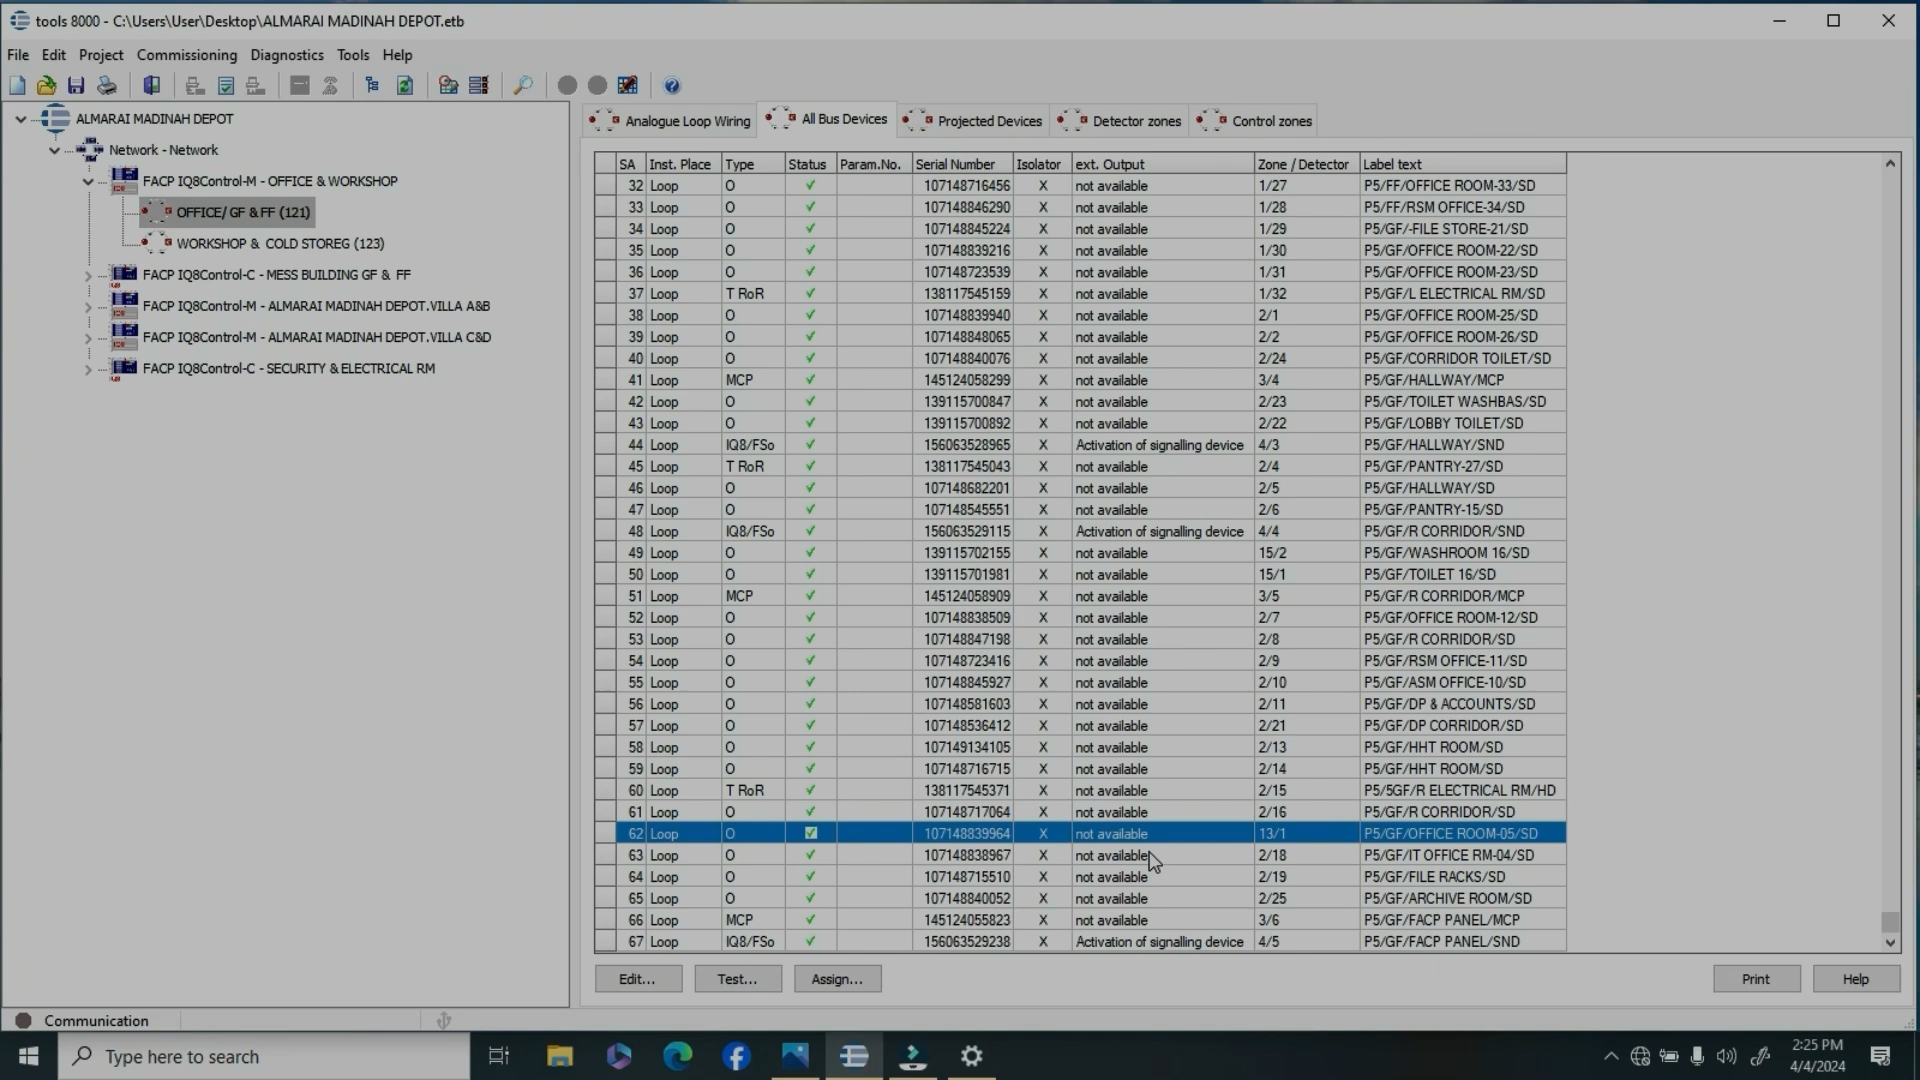 tools 8000 - C:\Users\User\Desktop\ALMARAI MADINAH DEPOT.etb
File Edit Project Commissioning Diagnostics Tools Help
ALMARAI MADINAH DEPOT
Network - Network
FACP IQ8Control-M - OFFICE & WORKSHOP
OFFICE/ GF & FF (121)
WORKSHOP & COLD STOREG (123)
FACP IQ8Control-C - MESS BUILDING GF & FF
FACP IQ8Control-M - ALMARAI MADINAH DEPOT.VILLA A&B
FACP IQ8Control-M - ALMARAI MADINAH DEPOT.VILLA C&D
FACP IQ8Control-C - SECURITY & ELECTRICAL RM
Analogue Loop Wiring All Bus Devices Projected Devices Detector zones Control zones
SA Inst. Place Type Status Param.No. Serial Number Isolator ext. Output Zone / Detector Label text
32 Loop O ✓ 107148716456 X not available 1/27 P5/FF/OFFICE ROOM-33/SD
33 Loop O ✓ 107148846290 X not available 1/28 P5/FF/RSM OFFICE-34/SD
34 Loop O ✓ 107148845224 X not available 1/29 P5/GF/-FILE STORE-21/SD
35 Loop O ✓ 107148839216 X not available 1/30 P5/GF/OFFICE ROOM-22/SD
36 Loop O ✓ 107148723539 X not available 1/31 P5/GF/OFFICE ROOM-23/SD
37 Loop T RoR ✓ 138117545159 X not available 1/32 P5/GF/L ELECTRICAL RM/SD
38 Loop O ✓ 107148839940 X not available 2/1 P5/GF/OFFICE ROOM-25/SD
39 Loop O ✓ 107148848065 X not available 2/2 P5/GF/OFFICE ROOM-26/SD
40 Loop O ✓ 107148840076 X not available 2/24 P5/GF/CORRIDOR TOILET/SD
41 Loop MCP ✓ 145124058299 X not available 3/4 P5/GF/HALLWAY/MCP
42 Loop O ✓ 139115700847 X not available 2/23 P5/GF/TOILET WASHBAS/SD
43 Loop O ✓ 139115700892 X not available 2/22 P5/GF/LOBBY TOILET/SD
44 Loop IQ8/FSo ✓ 156063528965 X Activation of signalling device 4/3 P5/GF/HALLWAY/SND
45 Loop T RoR ✓ 138117545043 X not available 2/4 P5/GF/PANTRY-27/SD
46 Loop O ✓ 107148682201 X not available 2/5 P5/GF/HALLWAY/SD
47 Loop O ✓ 107148545551 X not available 2/6 P5/GF/PANTRY-15/SD
48 Loop IQ8/FSo ✓ 156063529115 X Activation of signalling device 4/4 P5/GF/R CORRIDOR/SND
49 Loop O ✓ 139115702155 X not available 15/2 P5/GF/WASHROOM 16/SD
50 Loop O ✓ 139115701981 X not available 15/1 P5/GF/TOILET 16/SD
51 Loop MCP ✓ 145124058909 X not available 3/5 P5/GF/R CORRIDOR/MCP
52 Loop O ✓ 107148838509 X not available 2/7 P5/GF/OFFICE ROOM-12/SD
53 Loop O ✓ 107148847198 X not available 2/8 P5/GF/R CORRIDOR/SD
54 Loop O ✓ 107148723416 X not available 2/9 P5/GF/RSM OFFICE-11/SD
55 Loop O ✓ 107148845927 X not available 2/10 P5/GF/ASM OFFICE-10/SD
56 Loop O ✓ 107148581603 X not available 2/11 P5/GF/DP & ACCOUNTS/SD
57 Loop O ✓ 107148536412 X not available 2/21 P5/GF/DP CORRIDOR/SD
58 Loop O ✓ 107149134105 X not available 2/13 P5/GF/HHT ROOM/SD
59 Loop O ✓ 107148716715 X not available 2/14 P5/GF/HHT ROOM/SD
60 Loop T RoR ✓ 138117545371 X not available 2/15 P5/5GF/R ELECTRICAL RM/HD
61 Loop O ✓ 107148717064 X not available 2/16 P5/GF/R CORRIDOR/SD
62 Loop O ✓ 107148839964 X not available 13/1 P5/GF/OFFICE ROOM-05/SD
63 Loop O ✓ 107148838967 X not available 2/18 P5/GF/IT OFFICE RM-04/SD
64 Loop O ✓ 107148715510 X not available 2/19 P5/GF/FILE RACKS/SD
65 Loop O ✓ 107148840052 X not available 2/25 P5/GF/ARCHIVE ROOM/SD
66 Loop MCP ✓ 145124055823 X not available 3/6 P5/GF/FACP PANEL/MCP
67 Loop IQ8/FSo ✓ 156063529238 X Activation of signalling device 4/5 P5/GF/FACP PANEL/SND
Edit... Test... Assign... Print Help
Communication
Type here to search
2:25 PM
4/4/2024